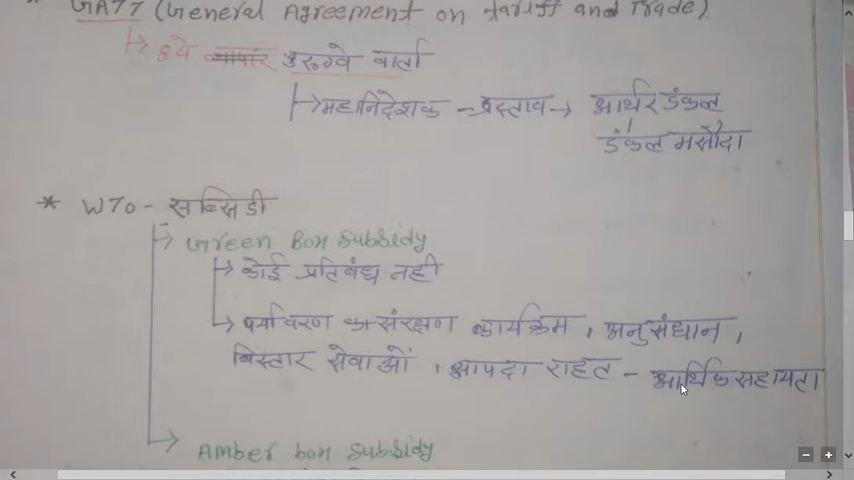 GATT (General Agreement on tariff and Trade)
8वे उरुग्वे वार्ता
महानिदेशक - प्रस्ताव → आर्थर डंकल
डंकल मसौदा
* WTO - सब्सिडी
Green Box Subsidy
कोई प्रतिबंध नही
पर्यावरण का संरक्षण कार्यक्रम, अनुसंधान,
विस्तार सेवाओं, आपदा राहत - आर्थिक सहायता
Amber box Subsidy